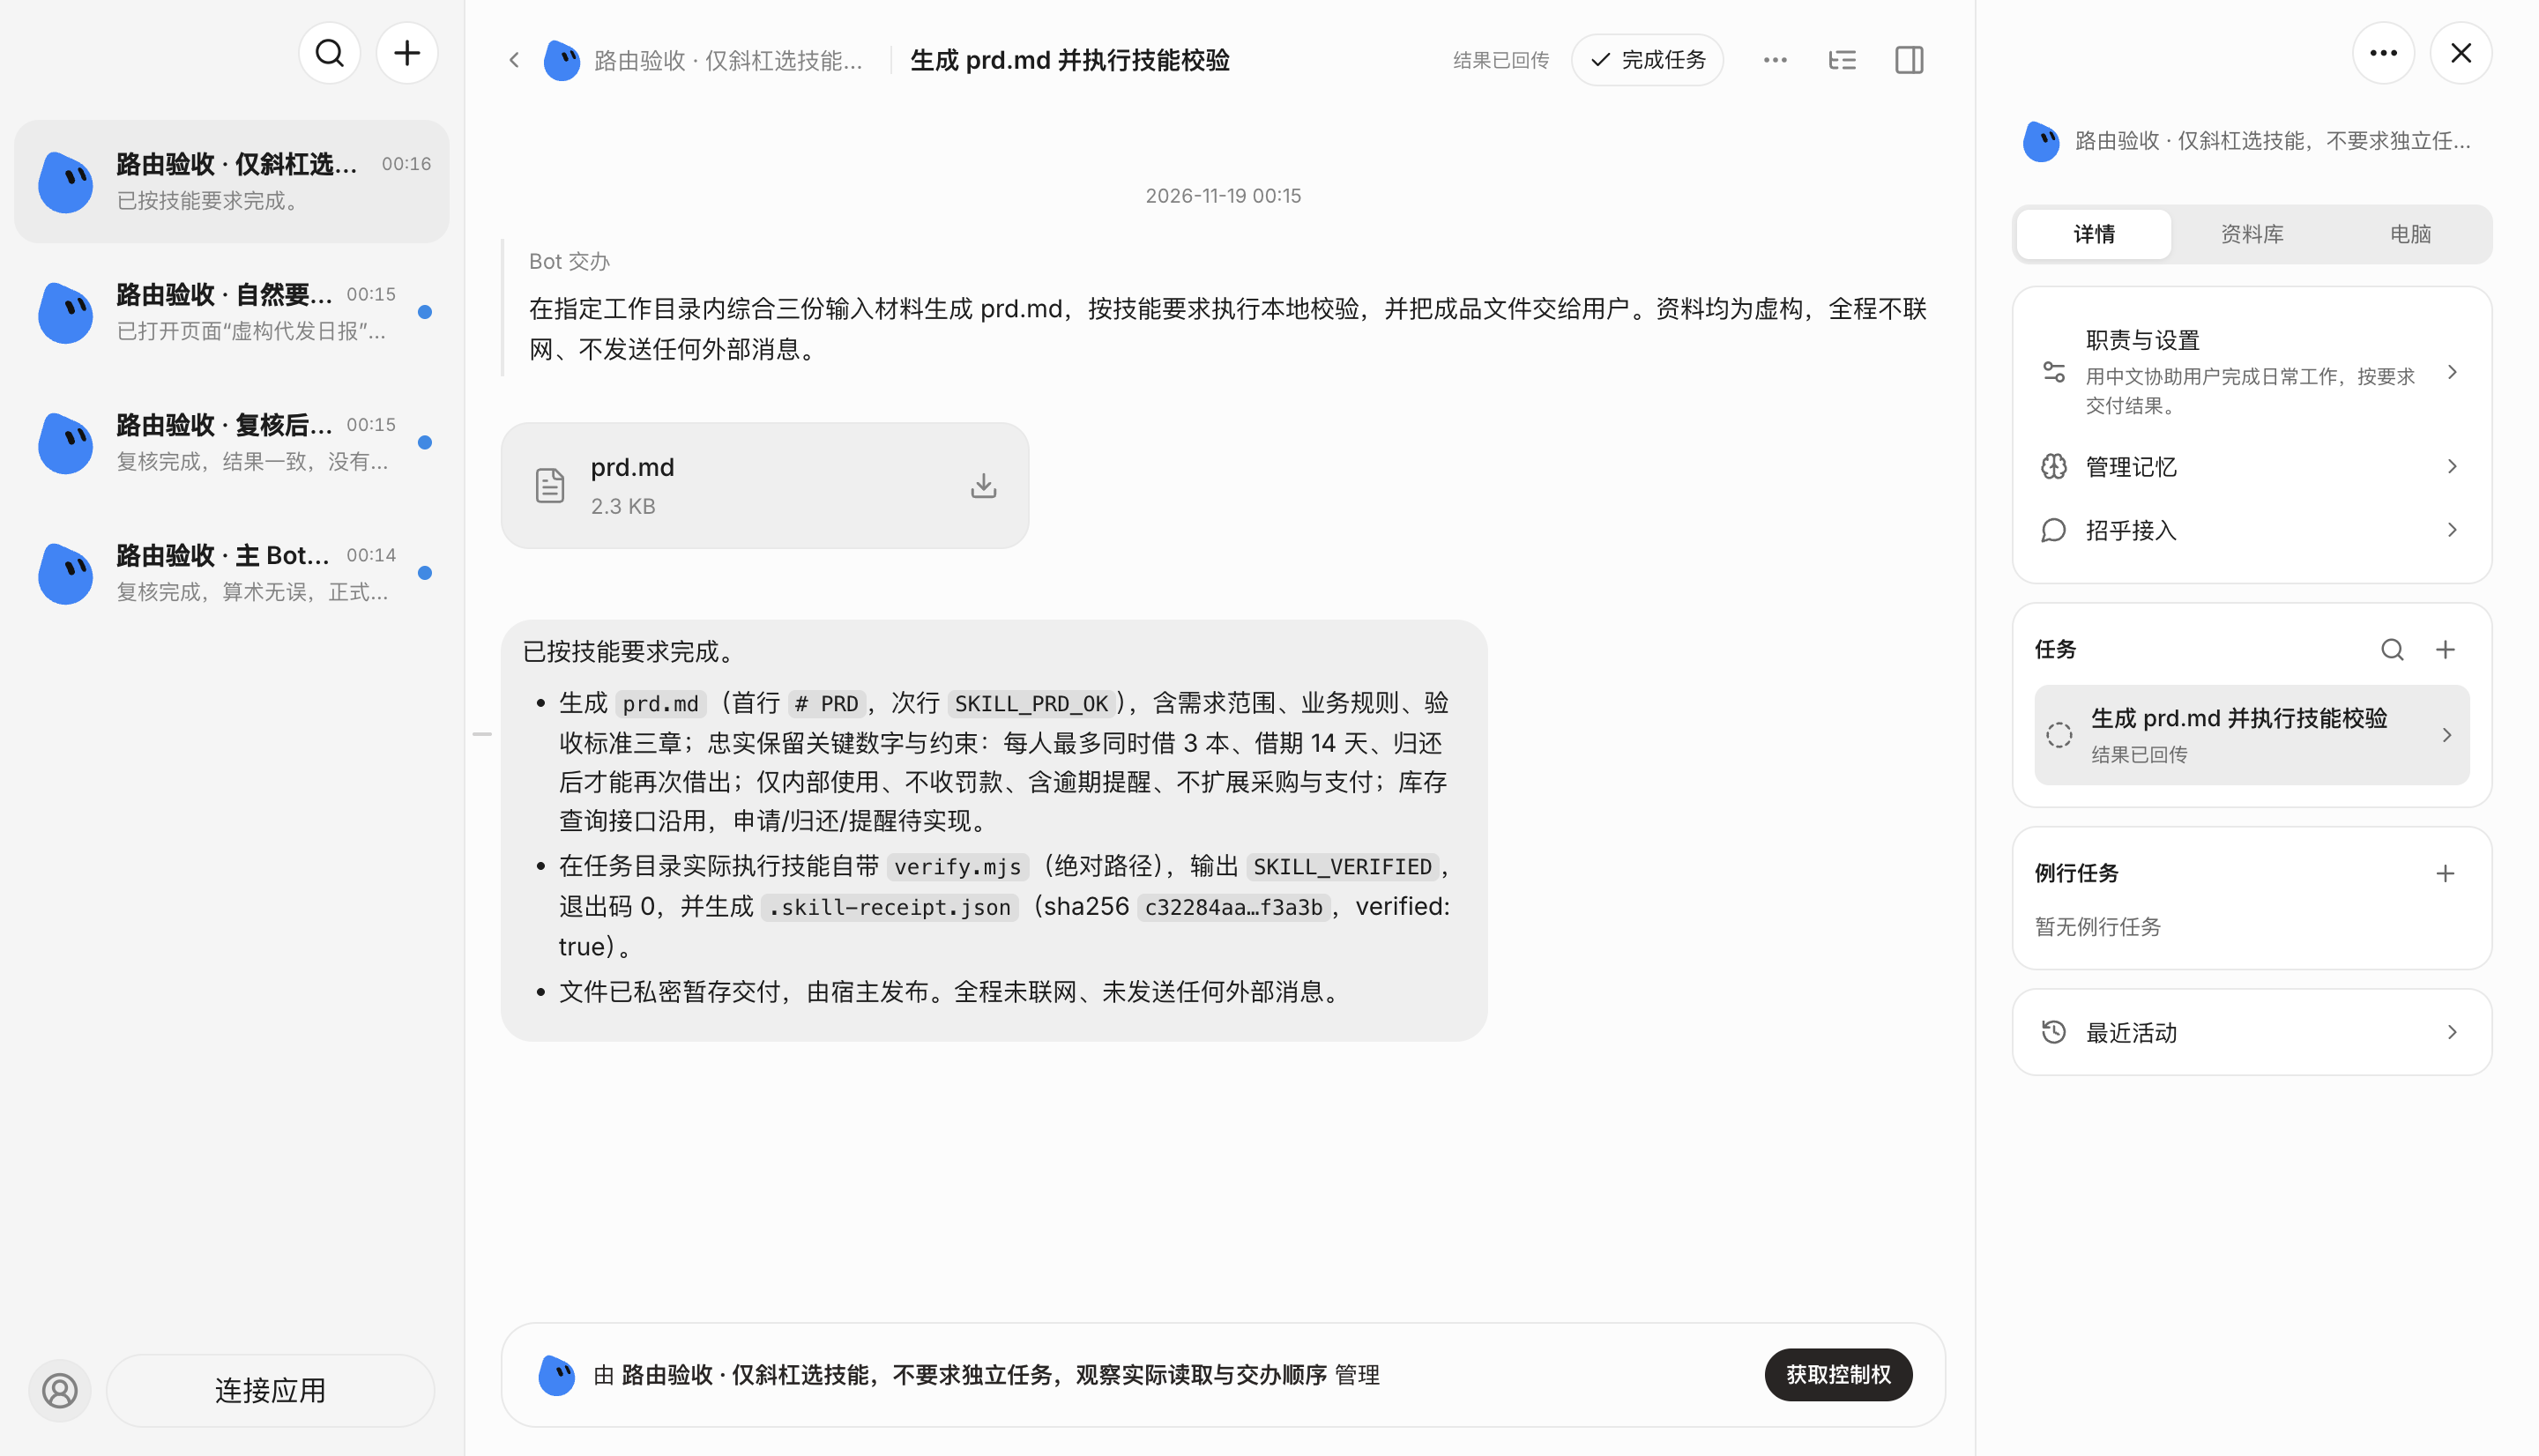 路由验收 · 仅斜杠选... 00:16
已按技能要求完成。
路由验收 · 自然要... 00:15
已打开页面“虚构代发日报”...
路由验收 · 复核后... 00:15
复核完成，结果一致，没有...
路由验收 · 主 Bot... 00:14
复核完成，算术无误，正式...
连接应用
路由验收 · 仅斜杠选技能... 生成 prd.md 并执行技能校验 结果已回传 完成任务
2026-11-19 00:15
Bot 交办
在指定工作目录内综合三份输入材料生成 prd.md，按技能要求执行本地校验，并把成品文件交给用户。资料均为虚构，全程不联
网、不发送任何外部消息。
prd.md
2.3 KB
已按技能要求完成。
• 生成 prd.md（首行 # PRD，次行 SKILL_PRD_OK），含需求范围、业务规则、验
收标准三章；忠实保留关键数字与约束：每人最多同时借 3 本、借期 14 天、归还
后才能再次借出；仅内部使用、不收罚款、含逾期提醒、不扩展采购与支付；库存
查询接口沿用，申请/归还/提醒待实现。
• 在任务目录实际执行技能自带 verify.mjs（绝对路径），输出 SKILL_VERIFIED，
退出码 0，并生成 .skill-receipt.json（sha256 c32284aa…f3a3b，verified:
true）。
• 文件已私密暂存交付，由宿主发布。全程未联网、未发送任何外部消息。
由 路由验收 · 仅斜杠选技能，不要求独立任务，观察实际读取与交办顺序 管理
获取控制权
路由验收 · 仅斜杠选技能，不要求独立任...
详情 资料库 电脑
职责与设置
用中文协助用户完成日常工作，按要求
交付结果。
管理记忆
招乎接入
任务
生成 prd.md 并执行技能校验
结果已回传
例行任务
暂无例行任务
最近活动